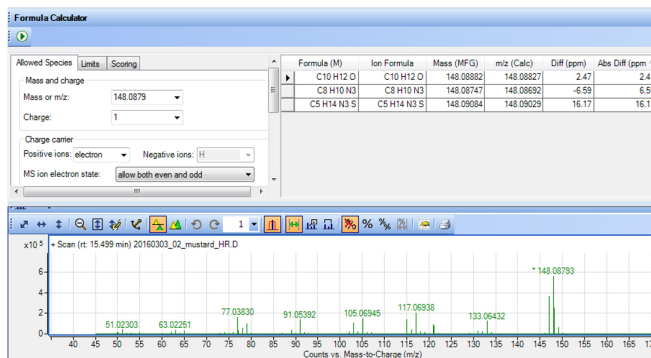 Formula Calculator
Allowed Species Limits Scoring
Mass and charge
Mass or m/z: 148.0879
Charge: 1
Charge carrier
Positive ions: electron Negative ions: H
MS ion electron state: allow both even and odd
Formula (M) Ion Formula Mass (MFG) m/z (Calc) Diff (ppm) Abs Diff (ppm
C10 H12 O C10 H12 O 148.08882 148.08827 2.47 2.4
C8 H10 N3 C8 H10 N3 148.08747 148.08692 -6.59 6.5
C5 H14 N3 S C5 H14 N3 S 148.09084 148.09029 16.17 16.1
1
x10 5 + Scan (rt: 15.499 min) 20160303_02_mustard_HR.D
6-
4-
2-
0-
* 148.08793
51.02303 63.02251 77.03830 91.05392 105.06945 117.06938 133.06432
40 45 50 55 60 65 70 75 80 85 90 95 100 105 110 115 120 125 130 135 140 145 150 155 160 165 17
Counts vs. Mass-to-Charge (m/z)